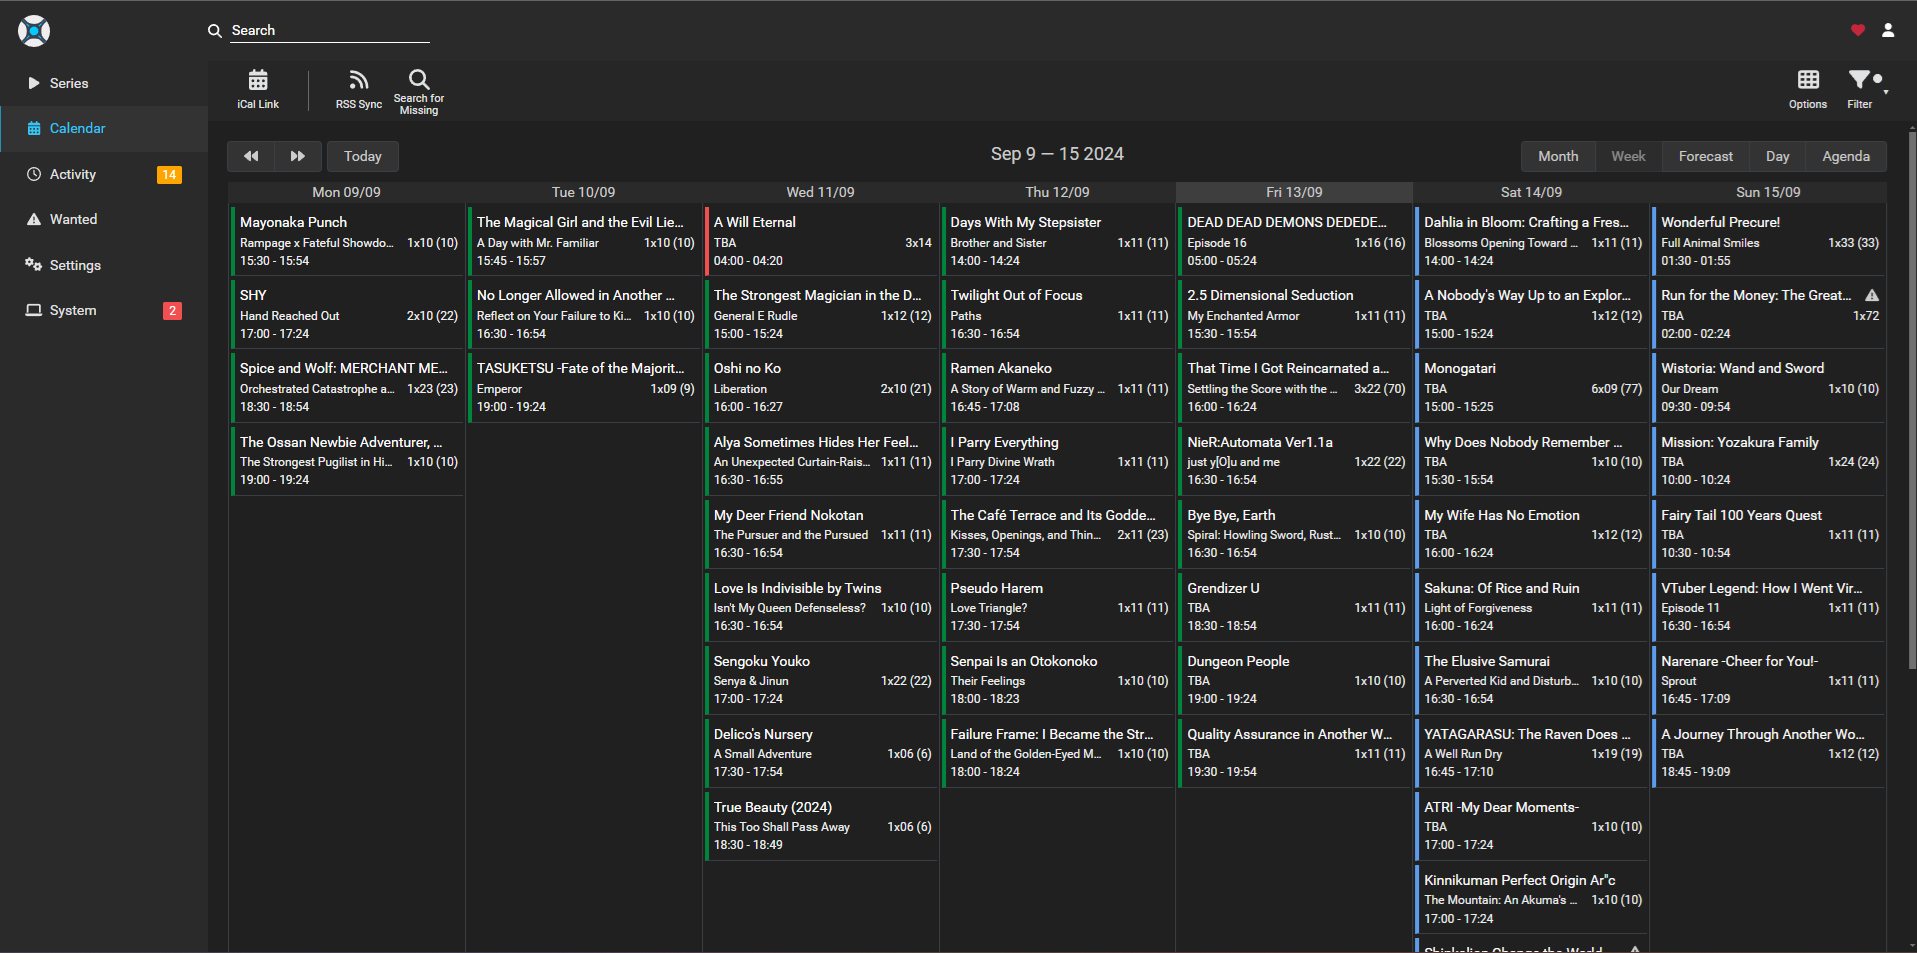 Search
Series
Calendar
Activity 14
Wanted
Settings
System 2
iCal Link
RSS Sync
Search for
Missing
Options
Filter
Today
Sep 9 — 15 2024
Month Week Forecast Day Agenda
Mon 09/09
Mayonaka Punch
Rampage x Fateful Showdo... 1x10 (10)
15:30 - 15:54
SHY
Hand Reached Out 2x10 (22)
17:00 - 17:24
Spice and Wolf: MERCHANT ME...
Orchestrated Catastrophe a... 1x23 (23)
18:30 - 18:54
The Ossan Newbie Adventurer, ...
The Strongest Pugilist in Hi... 1x10 (10)
19:00 - 19:24
Tue 10/09
The Magical Girl and the Evil Lie...
A Day with Mr. Familiar 1x10 (10)
15:45 - 15:57
No Longer Allowed in Another ...
Reflect on Your Failure to Ki... 1x10 (10)
16:30 - 16:54
TASUKETSU -Fate of the Majorit...
Emperor 1x09 (9)
19:00 - 19:24
Wed 11/09
A Will Eternal
TBA 3x14
04:00 - 04:20
The Strongest Magician in the D...
General E Rudle 1x12 (12)
15:00 - 15:24
Oshi no Ko
Liberation 2x10 (21)
16:00 - 16:27
Alya Sometimes Hides Her Feel...
An Unexpected Curtain-Rais... 1x11 (11)
16:30 - 16:55
My Deer Friend Nokotan
The Pursuer and the Pursued 1x11 (11)
16:30 - 16:54
Love Is Indivisible by Twins
Isn't My Queen Defenseless? 1x10 (10)
16:30 - 16:54
Sengoku Youko
Senya & Jinun 1x22 (22)
17:00 - 17:24
Delico's Nursery
A Small Adventure 1x06 (6)
17:30 - 17:54
True Beauty (2024)
This Too Shall Pass Away 1x06 (6)
18:30 - 18:49
Thu 12/09
Days With My Stepsister
Brother and Sister 1x11 (11)
14:00 - 14:24
Twilight Out of Focus
Paths 1x11 (11)
16:30 - 16:54
Ramen Akaneko
A Story of Warm and Fuzzy ... 1x11 (11)
16:45 - 17:08
I Parry Everything
I Parry Divine Wrath 1x11 (11)
17:00 - 17:24
The Café Terrace and Its Godde...
Kisses, Openings, and Thin... 2x11 (23)
17:30 - 17:54
Pseudo Harem
Love Triangle? 1x11 (11)
17:30 - 17:54
Senpai Is an Otokonoko
Their Feelings 1x10 (10)
18:00 - 18:23
Failure Frame: I Became the Str...
Land of the Golden-Eyed M... 1x10 (10)
18:00 - 18:24
Fri 13/09
DEAD DEAD DEMONS DEDEDE...
Episode 16 1x16 (16)
05:00 - 05:24
2.5 Dimensional Seduction
My Enchanted Armor 1x11 (11)
15:30 - 15:54
That Time I Got Reincarnated a...
Settling the Score with the ... 3x22 (70)
16:00 - 16:24
NieR:Automata Ver1.1a
just y[O]u and me 1x22 (22)
16:30 - 16:54
Bye Bye, Earth
Spiral: Howling Sword, Rust... 1x10 (10)
16:30 - 16:54
Grendizer U
TBA 1x11 (11)
18:30 - 18:54
Dungeon People
TBA 1x10 (10)
19:00 - 19:24
Quality Assurance in Another W...
TBA 1x11 (11)
19:30 - 19:54
Sat 14/09
Dahlia in Bloom: Crafting a Fres...
Blossoms Opening Toward ... 1x11 (11)
14:00 - 14:24
A Nobody's Way Up to an Explor...
TBA 1x12 (12)
15:00 - 15:24
Monogatari
TBA 6x09 (77)
15:00 - 15:25
Why Does Nobody Remember ...
TBA 1x10 (10)
15:30 - 15:54
My Wife Has No Emotion
TBA 1x12 (12)
16:00 - 16:24
Sakuna: Of Rice and Ruin
Light of Forgiveness 1x11 (11)
16:00 - 16:24
The Elusive Samurai
A Perverted Kid and Disturb... 1x10 (10)
16:30 - 16:54
YATAGARASU: The Raven Does ...
A Well Run Dry 1x19 (19)
16:45 - 17:10
ATRI -My Dear Moments-
TBA 1x10 (10)
17:00 - 17:24
Kinnikuman Perfect Origin Ar"c
The Mountain: An Akuma's ... 1x10 (10)
17:00 - 17:24
Shinkalion Change the World
Sun 15/09
Wonderful Precure!
Full Animal Smiles 1x33 (33)
01:30 - 01:55
Run for the Money: The Great...
TBA 1x72
02:00 - 02:24
Wistoria: Wand and Sword
Our Dream 1x10 (10)
09:30 - 09:54
Mission: Yozakura Family
TBA 1x24 (24)
10:00 - 10:24
Fairy Tail 100 Years Quest
TBA 1x11 (11)
10:30 - 10:54
VTuber Legend: How I Went Vir...
Episode 11 1x11 (11)
16:30 - 16:54
Narenare -Cheer for You!-
Sprout 1x11 (11)
16:45 - 17:09
A Journey Through Another Wo...
TBA 1x12 (12)
18:45 - 19:09